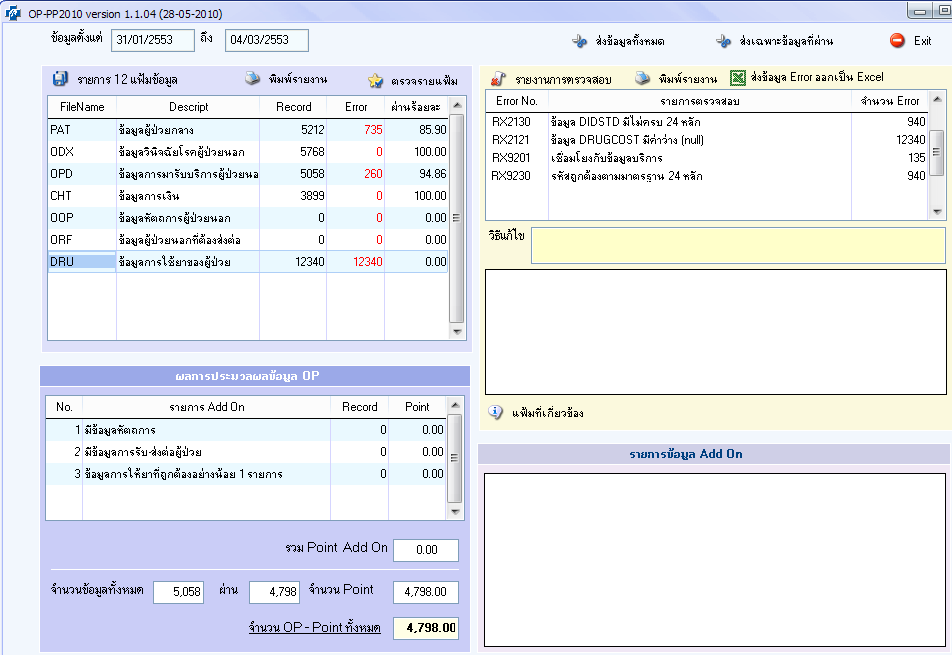 OP-PP2010 version 1.1.04 (28-05-2010)
ข้อมูลตั้งแต่ 31/01/2553 ถึง 04/03/2553 ส่งข้อมูลทั้งหมด ส่งเฉพาะข้อมูลที่ผ่าน Exit
รายการ 12 แฟ้มข้อมูล พิมพ์รายงาน ตรวจรายแฟ้ม
FileName Descript Record Error ผ่านร้อยละ
PAT ข้อมูลผู้ป่วยกลาง 5212 735 85.90
ODX ข้อมูลวินิจฉัยโรคผู้ป่วยนอก 5768 0 100.00
OPD ข้อมูลการมารับบริการผู้ป่วยนอ 5058 260 94.86
CHT ข้อมูลการเงิน 3899 0 100.00
OOP ข้อมูลหัตถการผู้ป่วยนอก 0 0 0.00
ORF ข้อมูลผู้ป่วยนอกที่ต้องส่งต่อ 0 0 0.00
DRU ข้อมูลการใช้ยาของผู้ป่วย 12340 12340 0.00
รายงานการตรวจสอบ พิมพ์รายงาน ส่งข้อมูล Error ออกเป็น Excel
Error No. รายการตรวจสอบ จำนวน Error
RX2130 ข้อมูล DIDSTD มีไม่ครบ 24 หลัก 940
RX2121 ข้อมูล DRUGCOST มีค่าว่าง (null) 12340
RX9201 เชื่อมโยงกับข้อมูลบริการ 135
RX9230 รหัสถูกต้องตามมาตรฐาน 24 หลัก 940
วิธีแก้ไข
แฟ้มที่เกี่ยวข้อง
รายการข้อมูล Add On
ผลการประมวลผลข้อมูล OP
No. รายการ Add On Record Point
1 มีข้อมูลหัตถการ 0 0.00
2 มีข้อมูลการรับ-ส่งต่อผู้ป่วย 0 0.00
3 ข้อมูลการให้ยาที่ถูกต้องอย่างน้อย 1 รายการ 0 0.00
รวม Point Add On 0.00
จำนวนข้อมูลทั้งหมด 5,058 ผ่าน 4,798 จำนวน Point 4,798.00
จำนวน OP - Point ทั้งหมด 4,798.00